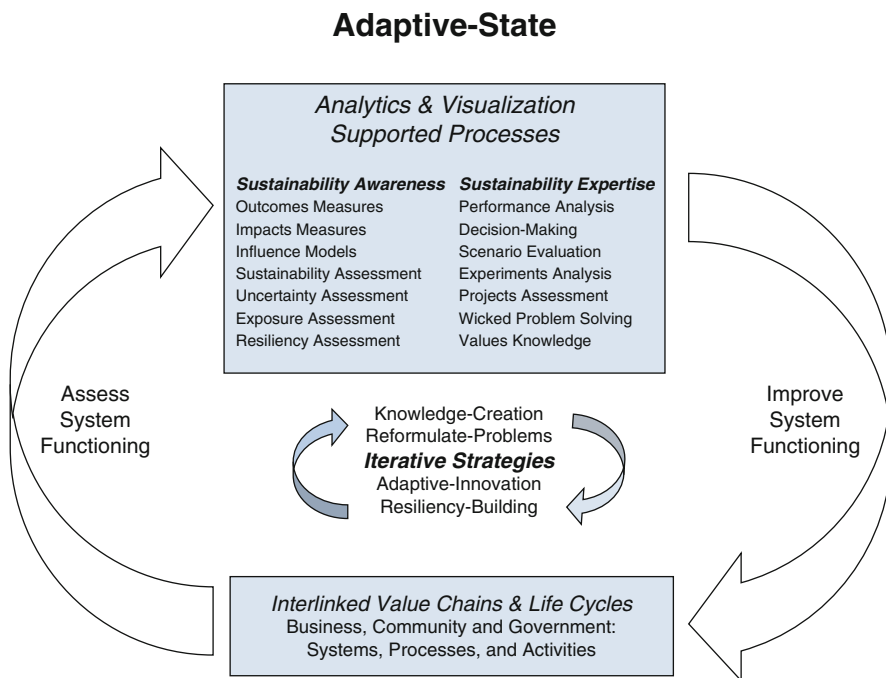 Adaptive-State
Analytics & Visualization
Supported Processes
Sustainability Awareness
Outcomes Measures
Impacts Measures
Influence Models
Sustainability Assessment
Uncertainty Assessment
Exposure Assessment
Resiliency Assessment
Sustainability Expertise
Performance Analysis
Decision-Making
Scenario Evaluation
Experiments Analysis
Projects Assessment
Wicked Problem Solving
Values Knowledge
Assess
System
Functioning
Knowledge-Creation
Reformulate-Problems
Iterative Strategies
Adaptive-Innovation
Resiliency-Building
Improve
System
Functioning
Interlinked Value Chains & Life Cycles
Business, Community and Government:
Systems, Processes, and Activities